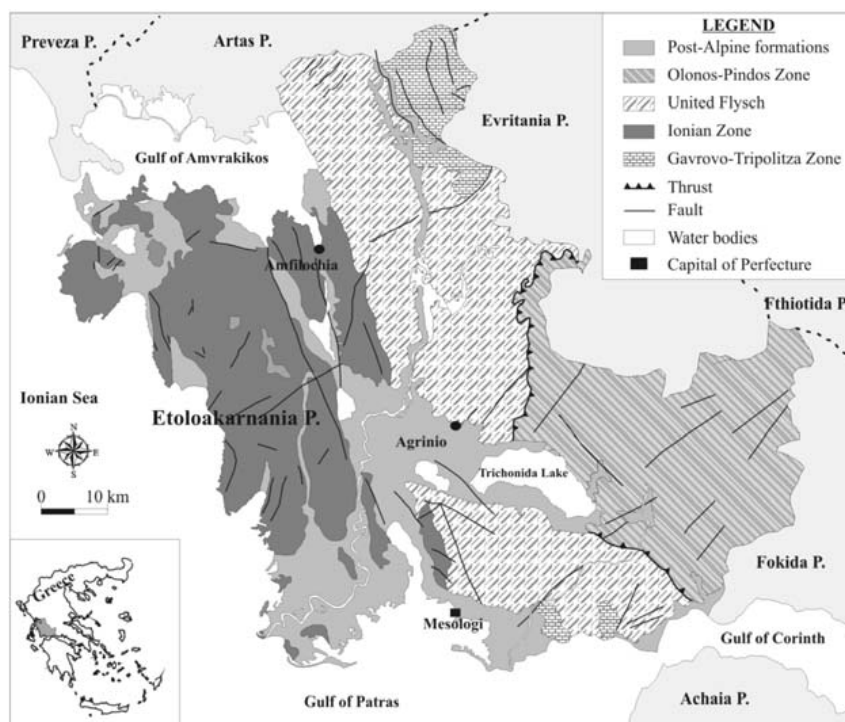 Preveza P.
Artas P.
LEGEND
Post-Alpine formations
Olonos-Pindos Zone
United Flysch
Ionian Zone
Gavrovo-Tripolitza Zone
Thrust
Fault
Water bodies
Capital of Perfecture
Evritania P.
Gulf of Amvrakikos
Amfilochia
Fthiotida P.
Ionian Sea
Etoloakarnania P.
Agrinio
Trichonida Lake
N
W E
S
0 10 km
Fokida P.
Greece
Mesologi
Gulf of Corinth
Gulf of Patras
Achaia P.